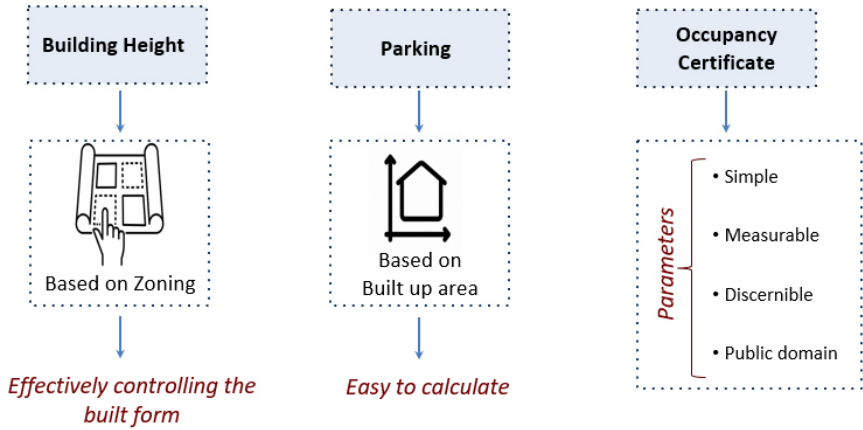 Building Height
Based on Zoning
Effectively controlling the
built form
Parking
Based on
Built up area
Easy to calculate
Occupancy
Certificate
Parameters
• Simple
• Measurable
• Discernible
• Public domain